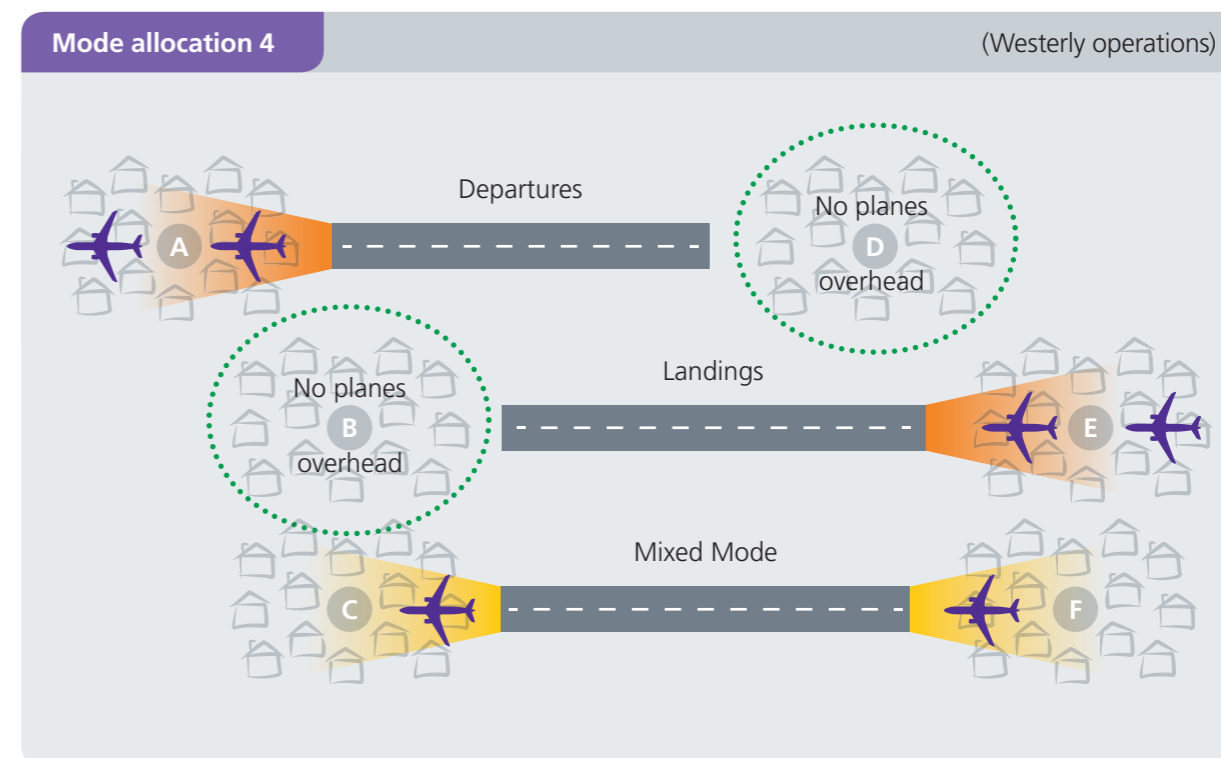 Mode allocation 4
(Westerly operations)
Departures
A
No planes
D
overhead
Landings
No planes
B
overhead
E
Mixed Mode
C
F